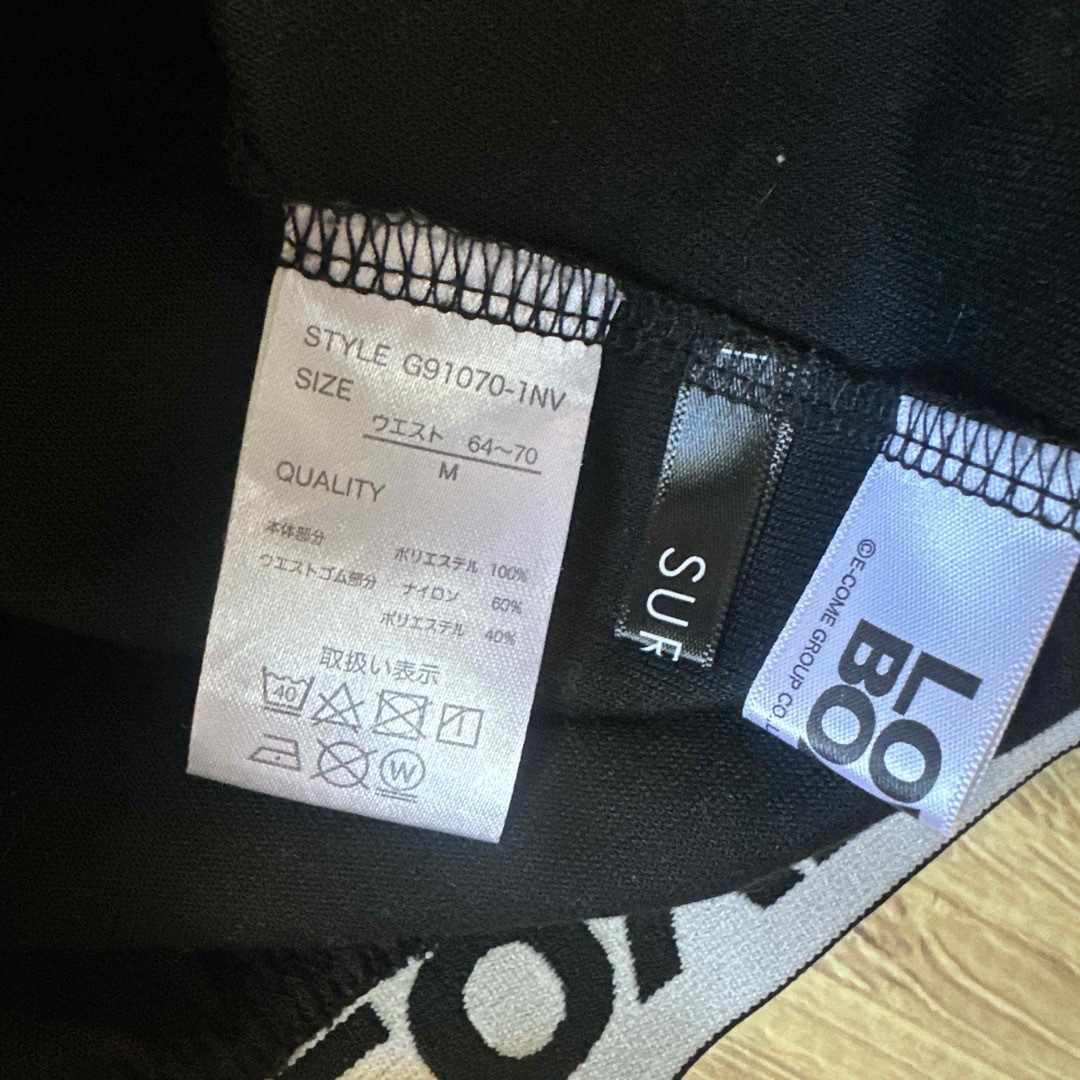 STYLE G91070-1NV
SIZE
ウエスト 64〜70
M
QUALITY
本体部分 ポリエステル 100%
ウエストゴム部分 ナイロン 60%
ポリエステル 40%
取扱い表示
40
W
SUR
©E-COME GROUP CO.
LO
BO